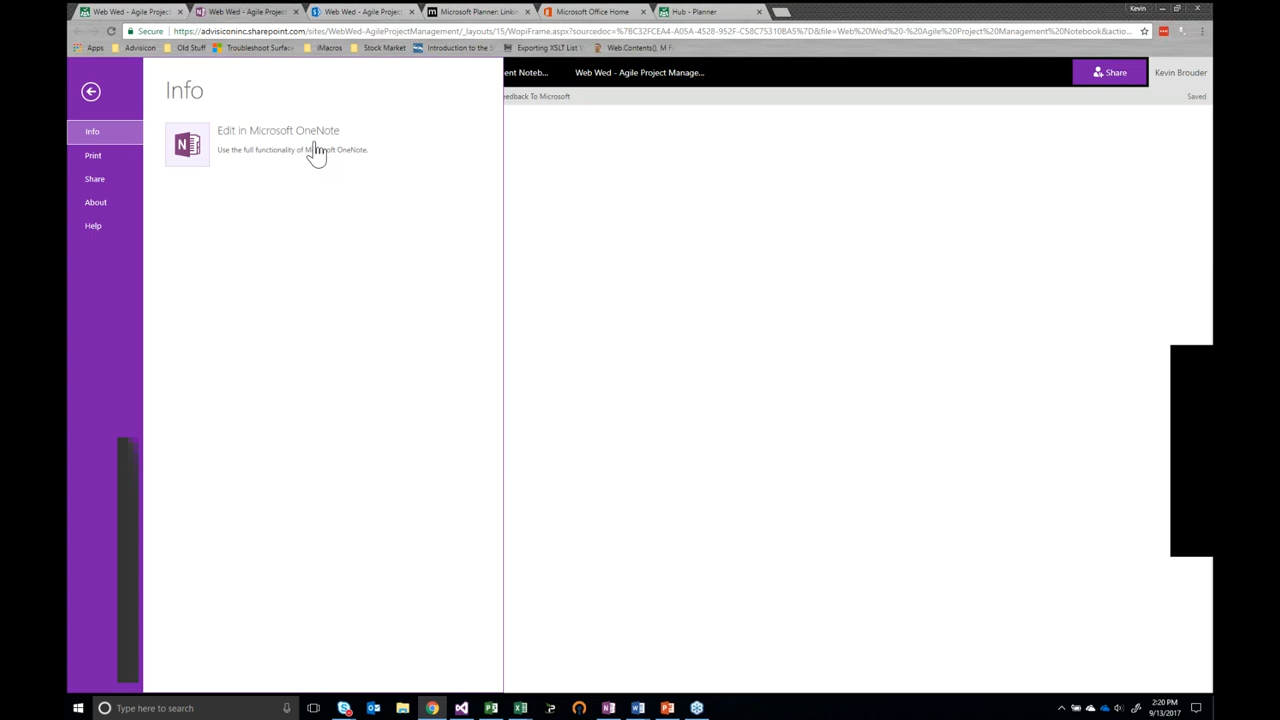 Web Wed - Agile Project
Web Wed - Agile Project
Web Wed - Agile Project
Microsoft Planner: Linki
Microsoft Office Home
Hub - Planner
Kevin
Secure
https://advisiconinc.sharepoint.com/sites/WebWed-AgileProjectManagement/_layouts/15/WopiFrame.aspx?sourcedoc=%7BC32FCEA4-A05A-4528-952F-C58C75310BA5%7D&file=Web%20Wed%20-%20Agile%20Project%20Management%20Notebook&actio...
Apps
Advisicon
Old Stuff
Troubleshoot Surfac
iMacros
Stock Market
Introduction to the S
Exporting XSLT List V
Web.Contents(), M F
ent Noteb...
Web Wed - Agile Project Manage...
Share
Kevin Brouder
eedback To Microsoft
Saved
Info
Info
Print
Share
About
Help
Edit in Microsoft OneNote
Use the full functionality of Microsoft OneNote.
Type here to search
2:20 PM
9/13/2017